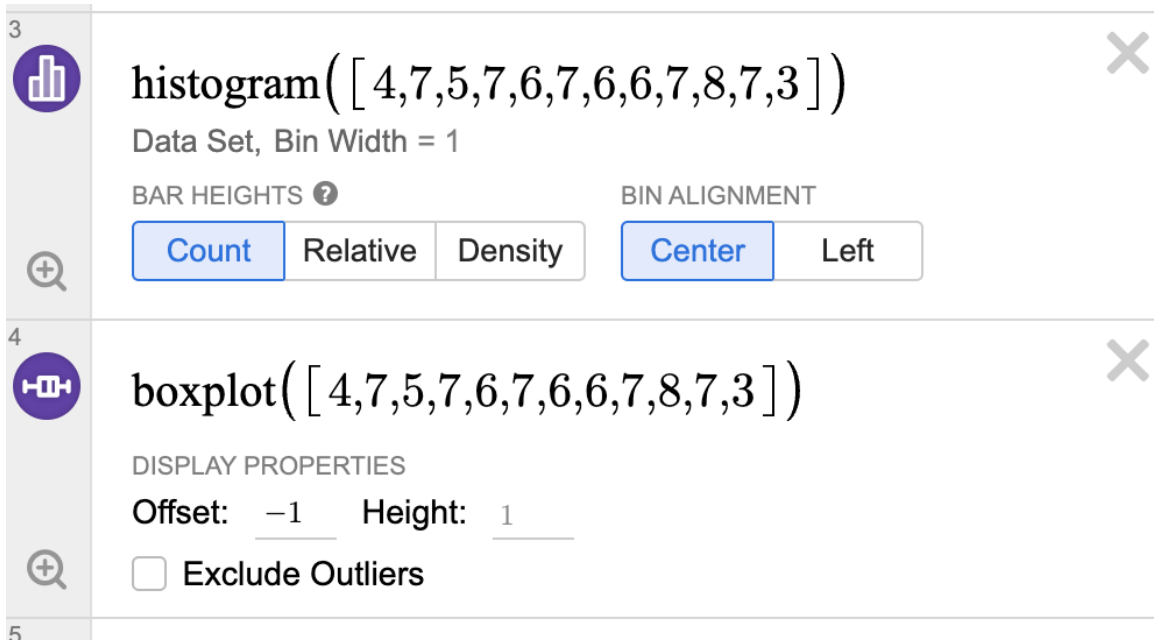 3
histogram([4,7,5,7,6,7,6,6,7,8,7,3])
Data Set, Bin Width = 1
BAR HEIGHTS ? BIN ALIGNMENT
Count Relative Density Center Left
4
boxplot([4,7,5,7,6,7,6,6,7,8,7,3])
DISPLAY PROPERTIES
Offset: −1 Height: 1
Exclude Outliers
5